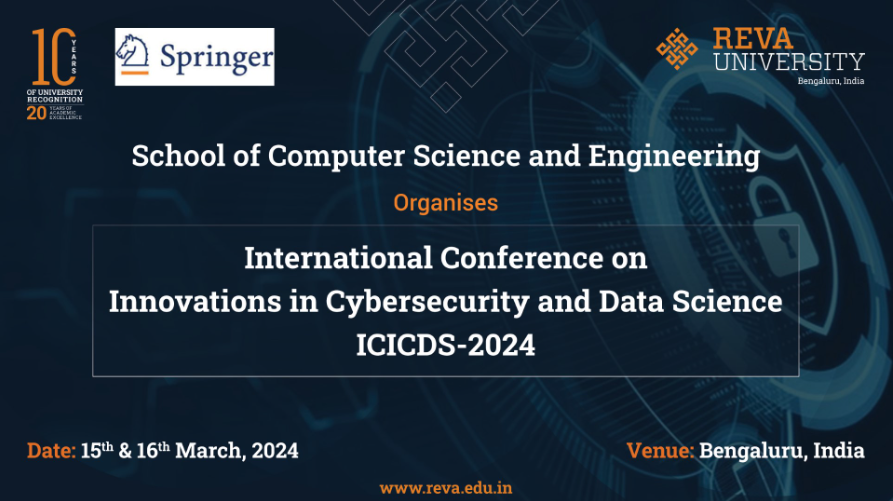 10 YEARS
OF UNIVERSITY
RECOGNITION
20 YEARS OF
ACADEMIC
EXCELLENCE
Springer
REVA
UNIVERSITY
Bengaluru, India
School of Computer Science and Engineering
Organises
International Conference on
Innovations in Cybersecurity and Data Science
ICICDS-2024
Date: 15th & 16th March, 2024
Venue: Bengaluru, India
www.reva.edu.in